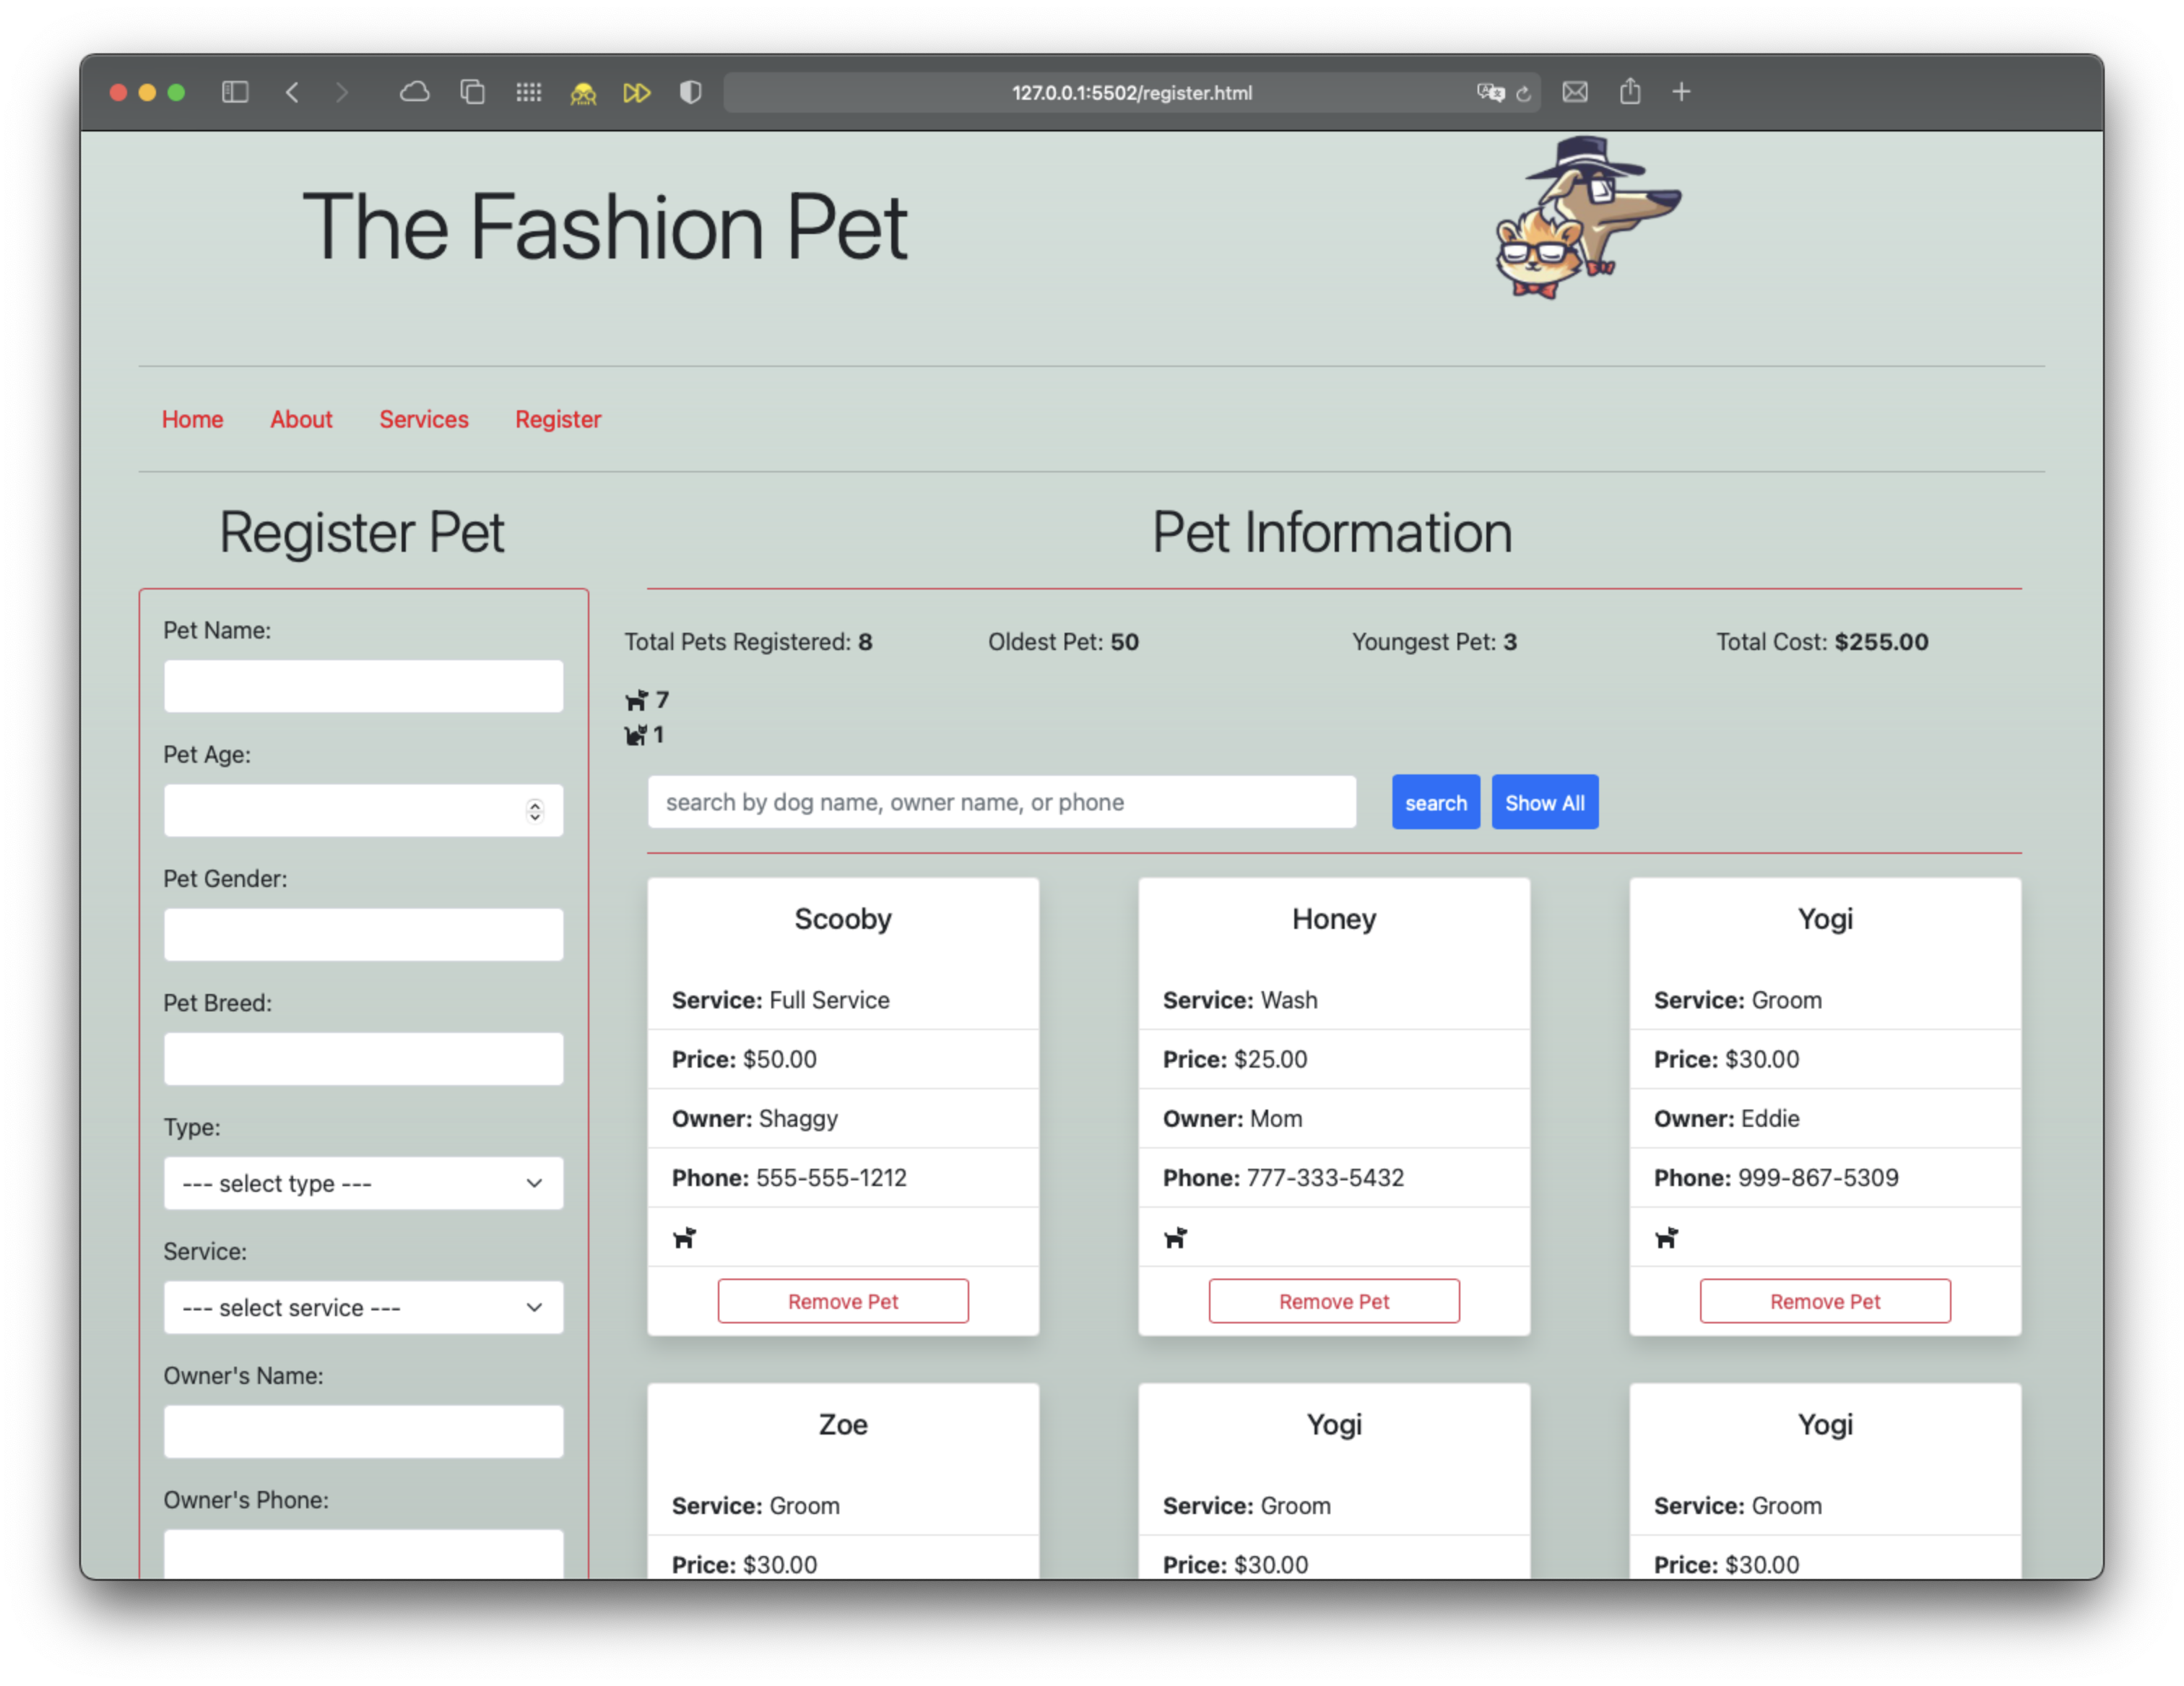 127.0.0.1:5502/register.html
The Fashion Pet
Home About Services Register
Register Pet
Pet Name:
Pet Age:
Pet Gender:
Pet Breed:
Type:
--- select type ---
Service:
--- select service ---
Owner's Name:
Owner's Phone:
Pet Information
Total Pets Registered: 8 Oldest Pet: 50 Youngest Pet: 3 Total Cost: $255.00
7
1
search by dog name, owner name, or phone search Show All
Scooby
Service: Full Service
Price: $50.00
Owner: Shaggy
Phone: 555-555-1212
Remove Pet
Honey
Service: Wash
Price: $25.00
Owner: Mom
Phone: 777-333-5432
Remove Pet
Yogi
Service: Groom
Price: $30.00
Owner: Eddie
Phone: 999-867-5309
Remove Pet
Zoe
Service: Groom
Price: $30.00
Yogi
Service: Groom
Price: $30.00
Yogi
Service: Groom
Price: $30.00